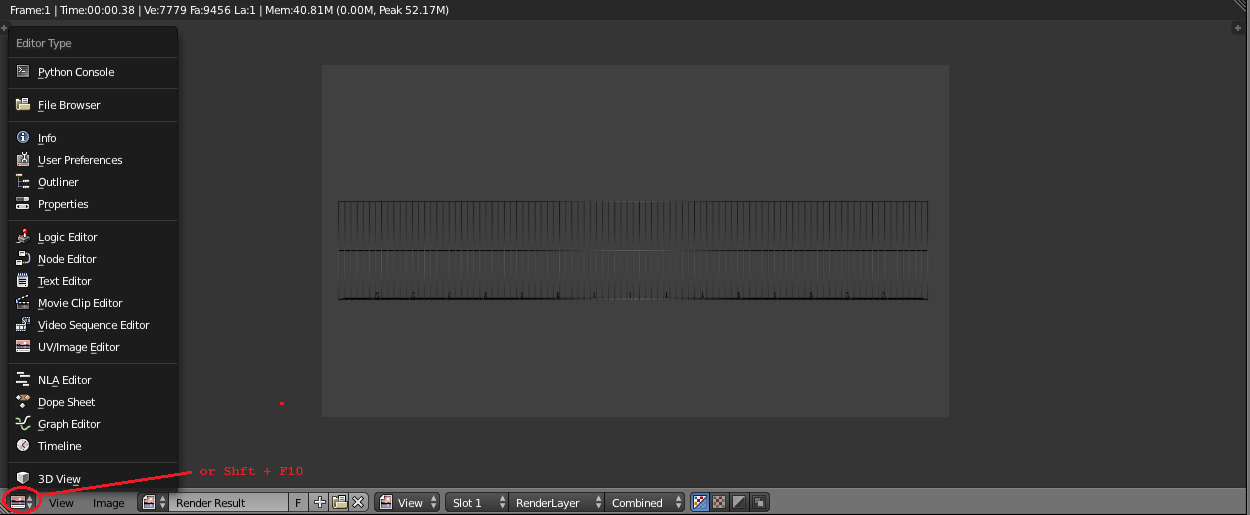 Frame:1 | Time:00:00.38 | Ve:7779 Fa:9456 La:1 | Mem:40.81M (0.00M, Peak 52.17M)
Editor Type
Python Console
File Browser
Info
User Preferences
Outliner
Properties
Logic Editor
Node Editor
Text Editor
Movie Clip Editor
Video Sequence Editor
UV/Image Editor
NLA Editor
Dope Sheet
Graph Editor
Timeline
3D View
or Shft + F10
View Image Render Result F View Slot 1 RenderLayer Combined